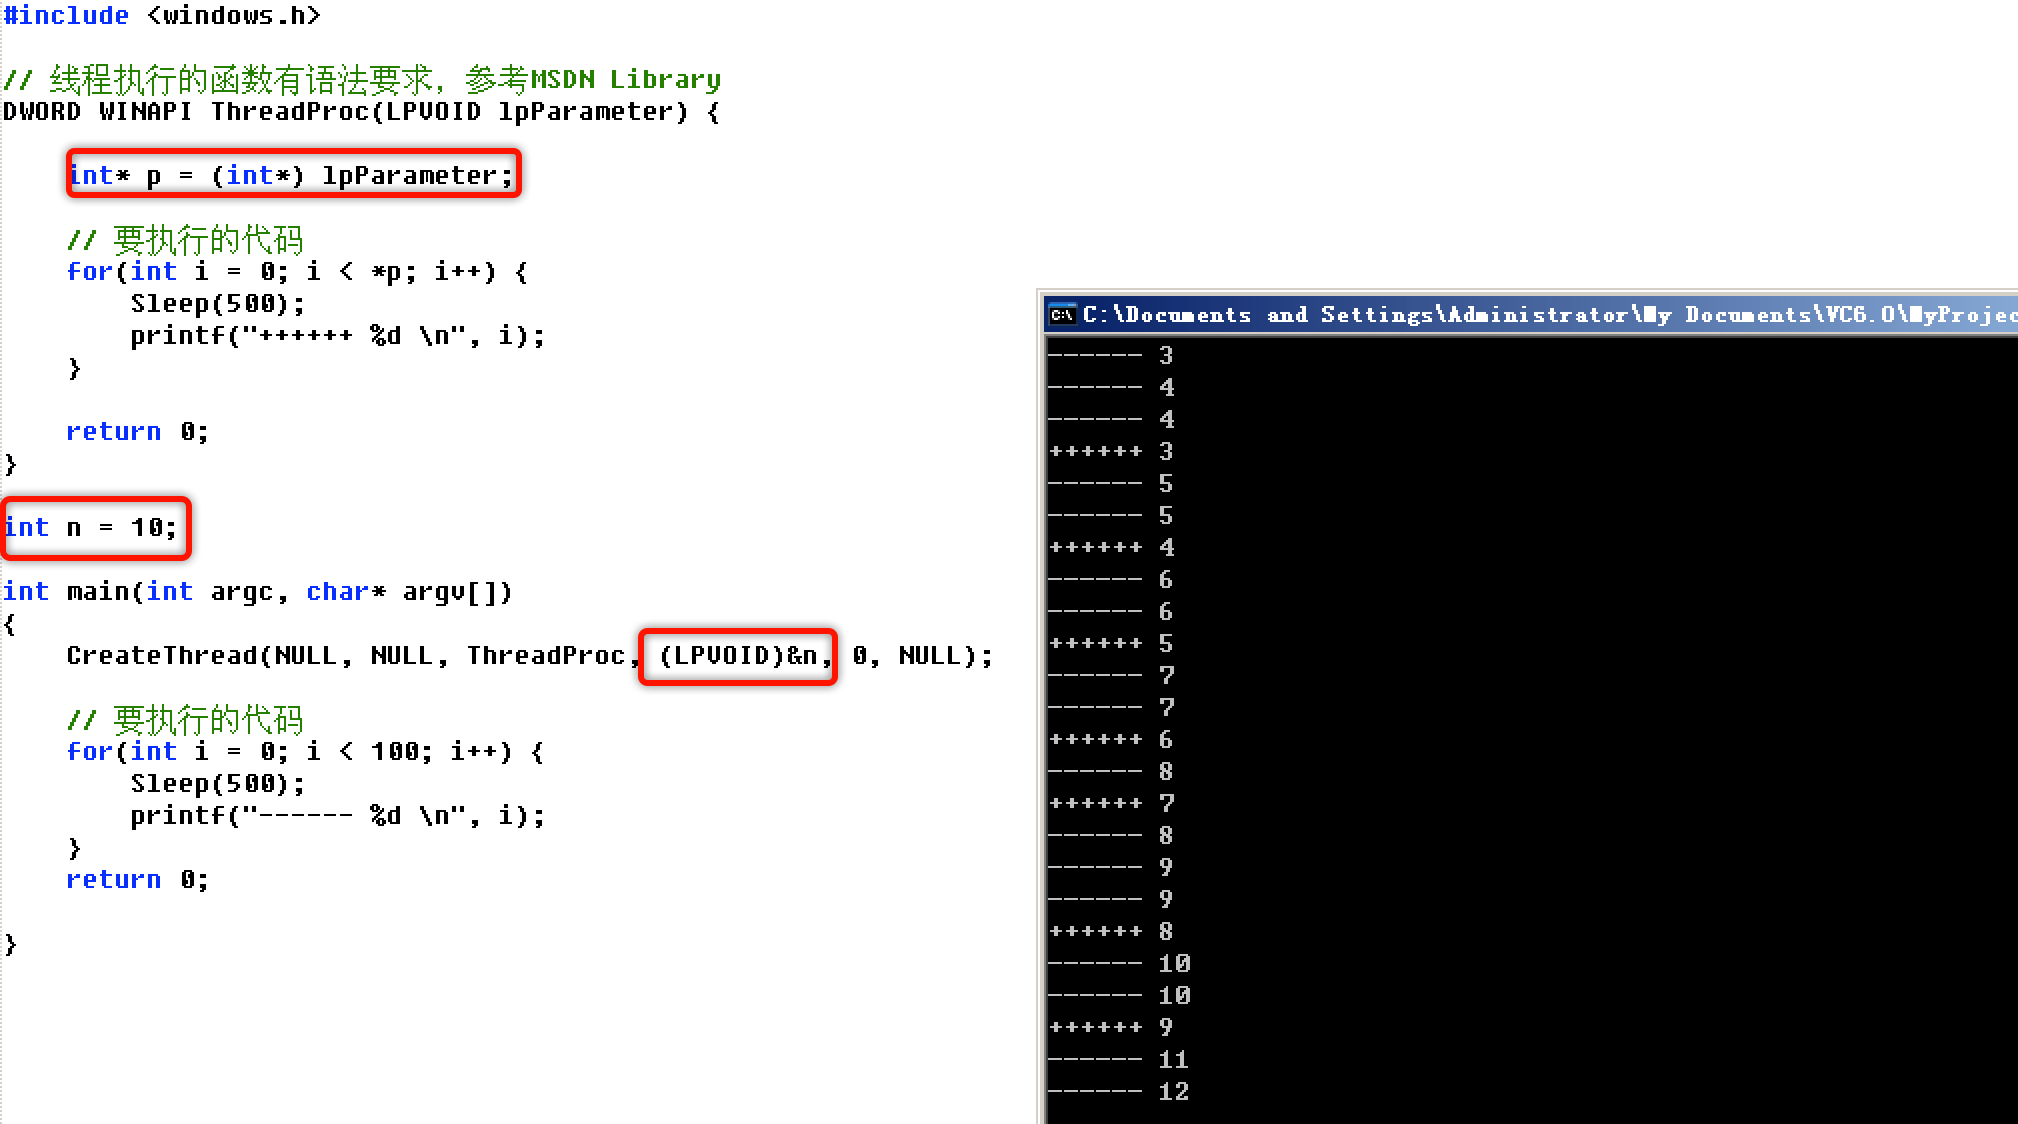 #include <windows.h>
// 线程执行的函数有语法要求，参考MSDN Library
DWORD WINAPI ThreadProc(LPVOID lpParameter) {
int* p = (int*) lpParameter;
// 要执行的代码
for(int i = 0; i < *p; i++) {
Sleep(500);
printf("++++++ %d \n", i);
}
return 0;
}
int n = 10;
int main(int argc, char* argv[])
{
CreateThread(NULL, NULL, ThreadProc, (LPVOID)&n, 0, NULL);
// 要执行的代码
for(int i = 0; i < 100; i++) {
Sleep(500);
printf("------ %d \n", i);
}
return 0;
}
C:\Documents and Settings\Administrator\My Documents\VC6.0\MyProjec
------ 3
------ 4
------ 4
++++++ 3
------ 5
------ 5
++++++ 4
------ 6
------ 6
++++++ 5
------ 7
------ 7
++++++ 6
------ 8
++++++ 7
------ 8
------ 9
------ 9
++++++ 8
------ 10
------ 10
++++++ 9
------ 11
------ 12